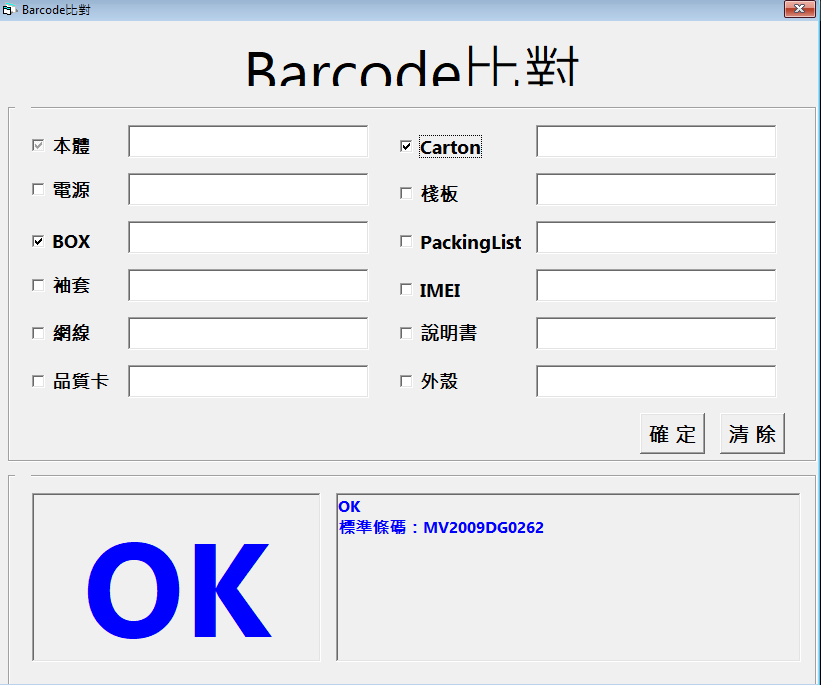 Barcode比對
Barcode比對
本體
Carton
電源
棧板
BOX
PackingList
袖套
IMEI
網線
說明書
品質卡
外殼
確 定
清 除
OK
OK
標準條碼：MV2009DG0262